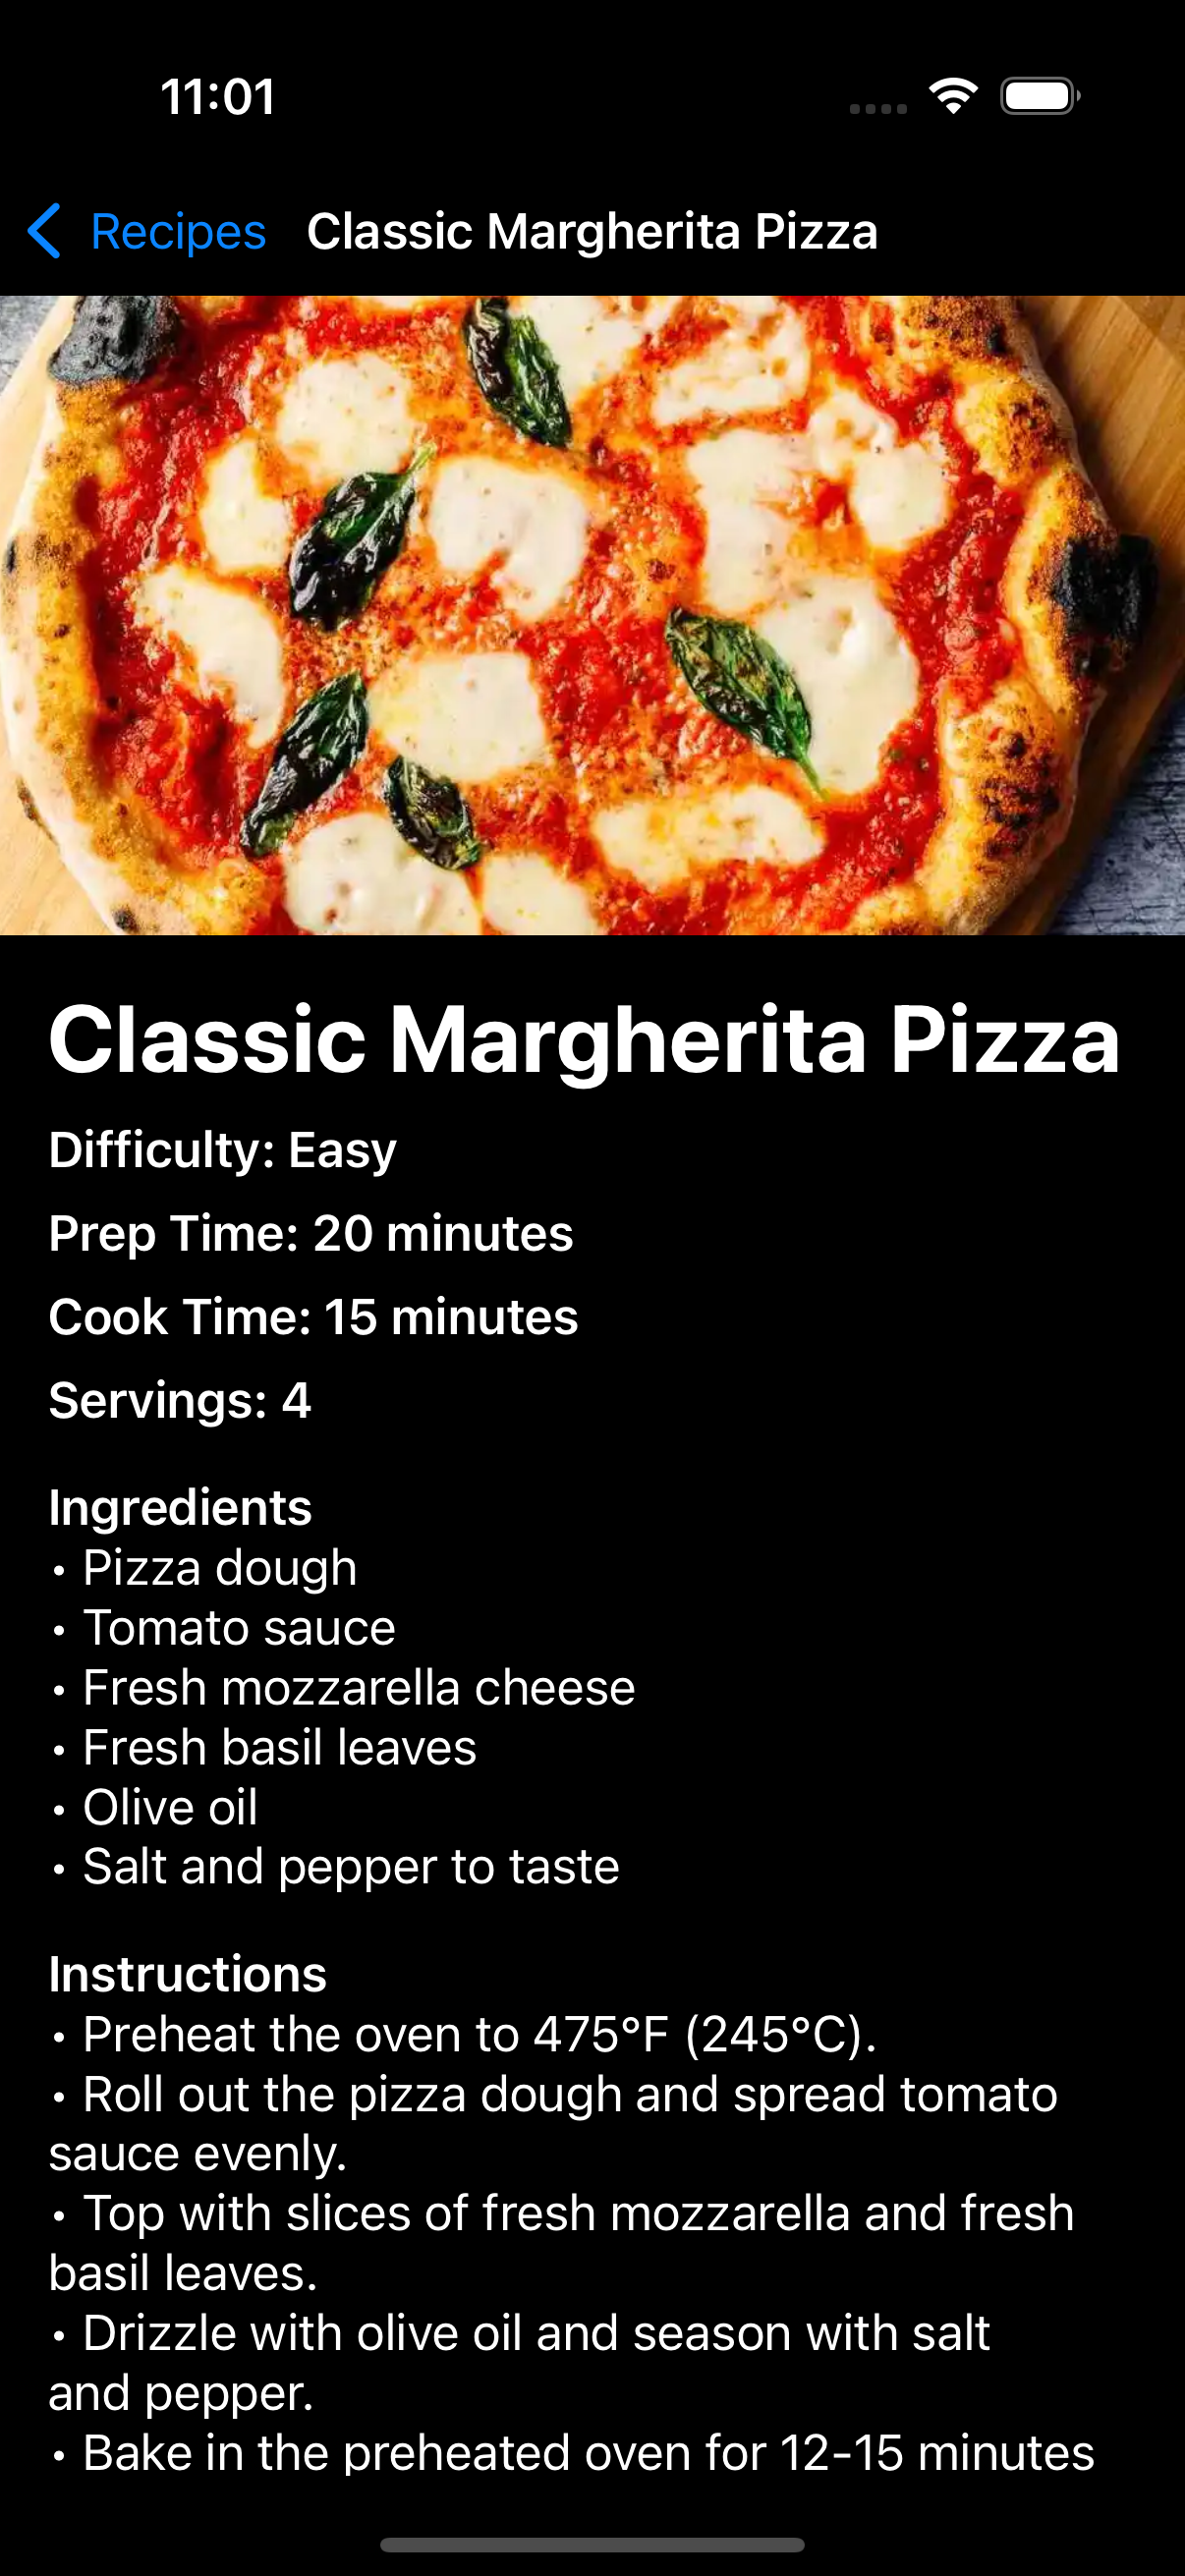 11:01
Recipes Classic Margherita Pizza
Classic Margherita Pizza
Difficulty: Easy
Prep Time: 20 minutes
Cook Time: 15 minutes
Servings: 4
Ingredients
• Pizza dough
• Tomato sauce
• Fresh mozzarella cheese
• Fresh basil leaves
• Olive oil
• Salt and pepper to taste
Instructions
• Preheat the oven to 475°F (245°C).
• Roll out the pizza dough and spread tomato
sauce evenly.
• Top with slices of fresh mozzarella and fresh
basil leaves.
• Drizzle with olive oil and season with salt
and pepper.
• Bake in the preheated oven for 12-15 minutes